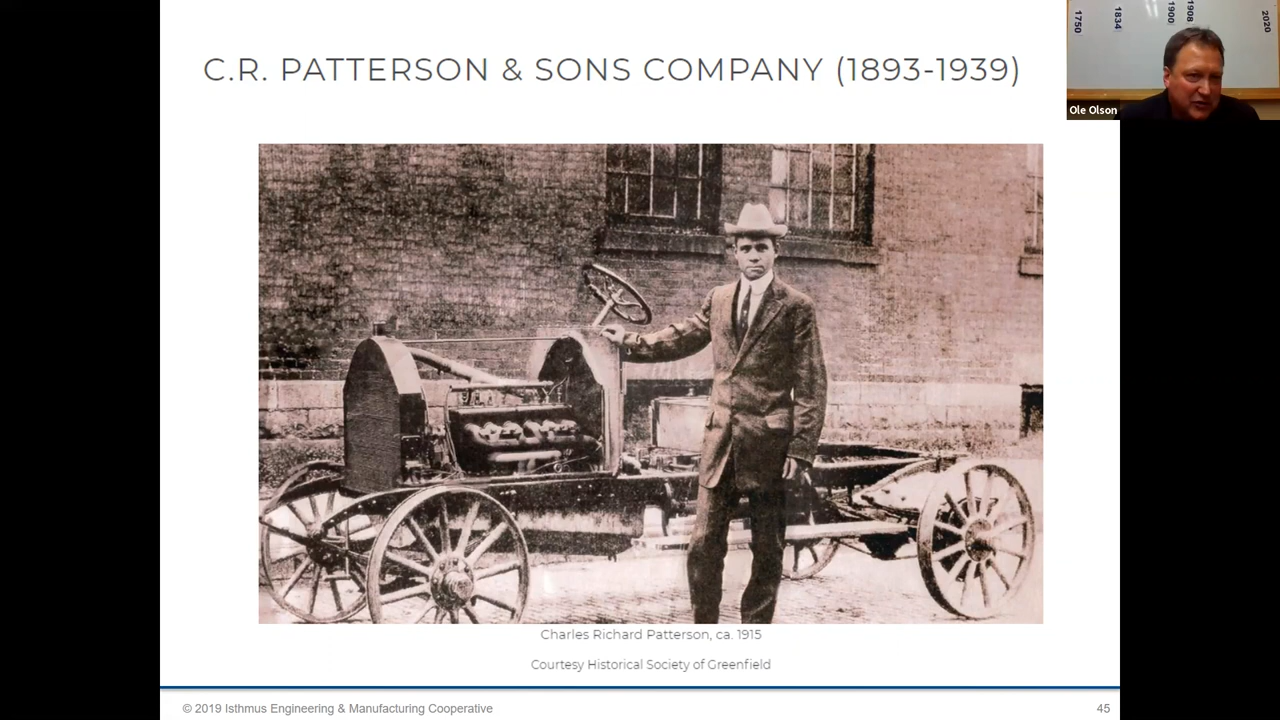 C.R. PATTERSON & SONS COMPANY (1893-1939)
1750
1834
1900
1908
2020
Ole Olson
Charles Richard Patterson, ca. 1915
Courtesy Historical Society of Greenfield
© 2019 Isthmus Engineering & Manufacturing Cooperative
45